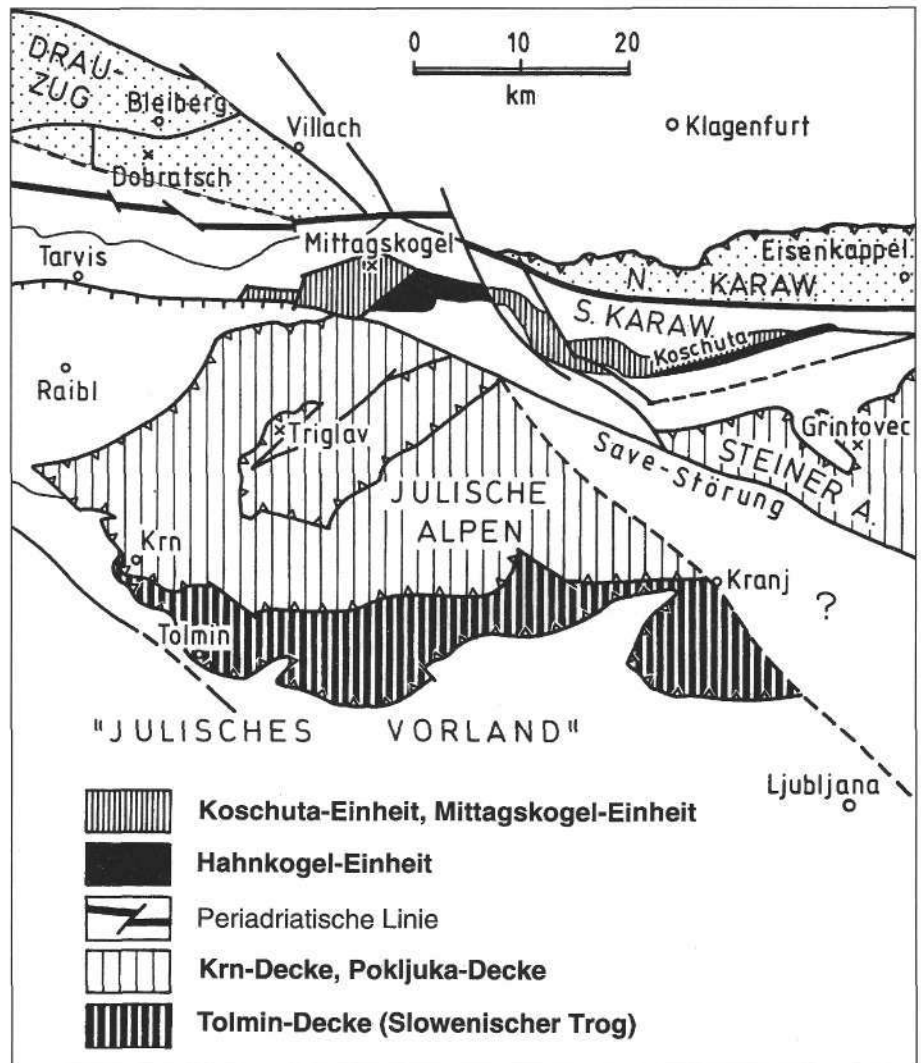 0 10 20
km
DRAU-
ZUG
Bleiberg
Villach
Klagenfurt
Dobratsch
Mittagskogel
Eisenkappel
Tarvis
N. KARAW.
S. KARAW.
Koschuta
Raibl
Triglav
Grintovec
STEINER A.
Save-Störung
JULISCHE
ALPEN
Krn
Kranj
?
Tolmin
"JULISCHES VORLAND"
Ljubljana
Koschuta-Einheit, Mittagskogel-Einheit
Hahnkogel-Einheit
Periadriatische Linie
Krn-Decke, Pokljuka-Decke
Tolmin-Decke (Slowenischer Trog)